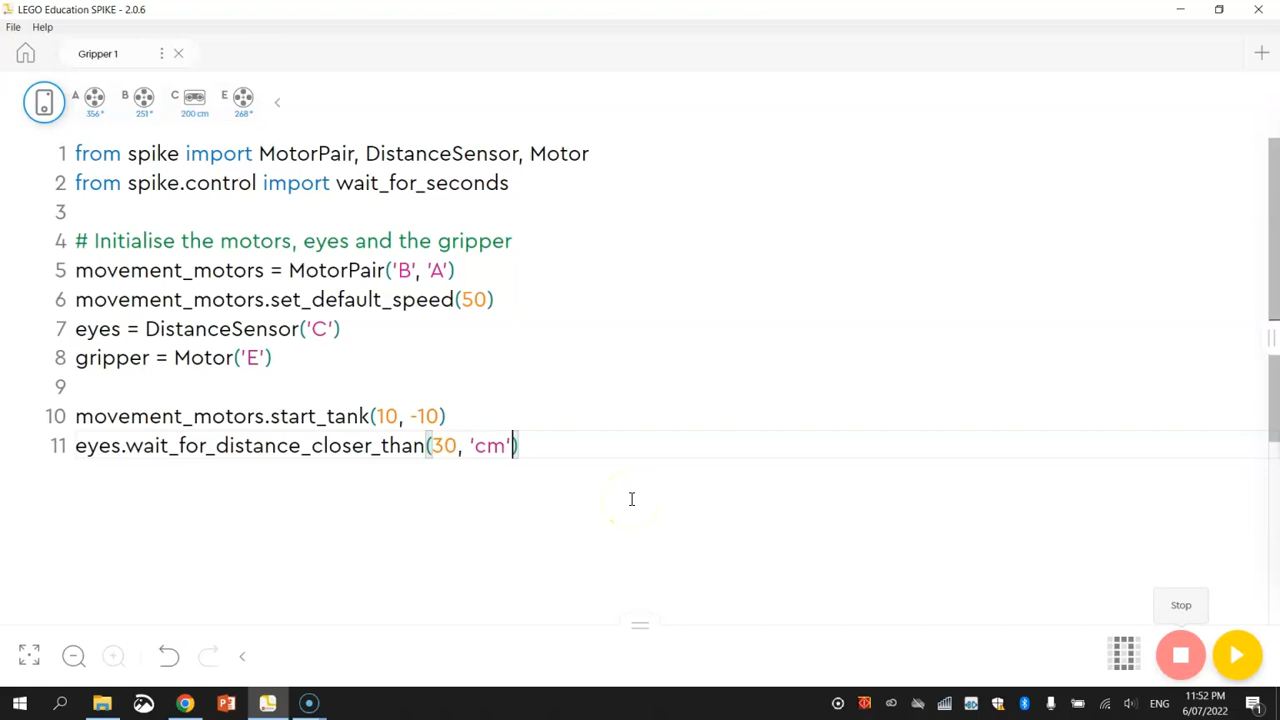 LEGO Education SPIKE - 2.0.6
File Help
Gripper 1
A 356° B 251° C 200 cm E 268°
1 from spike import MotorPair, DistanceSensor, Motor
2 from spike.control import wait_for_seconds
3
4 # Initialise the motors, eyes and the gripper
5 movement_motors = MotorPair('B', 'A')
6 movement_motors.set_default_speed(50)
7 eyes = DistanceSensor('C')
8 gripper = Motor('E')
9
10 movement_motors.start_tank(10, -10)
11 eyes.wait_for_distance_closer_than(30, 'cm')
Stop
11:52 PM
ENG
6/07/2022
1